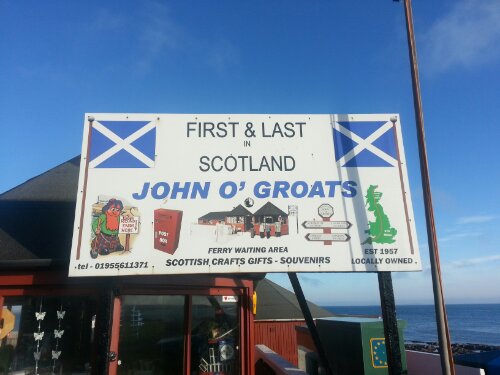 FIRST & LAST
IN
SCOTLAND
JOHN O' GROATS
POST
BOX
FERRY WAITING AREA
EST 1957
tel - 01955611371
SCOTTISH CRAFTS GIFTS - SOUVENIRS
LOCALLY OWNED